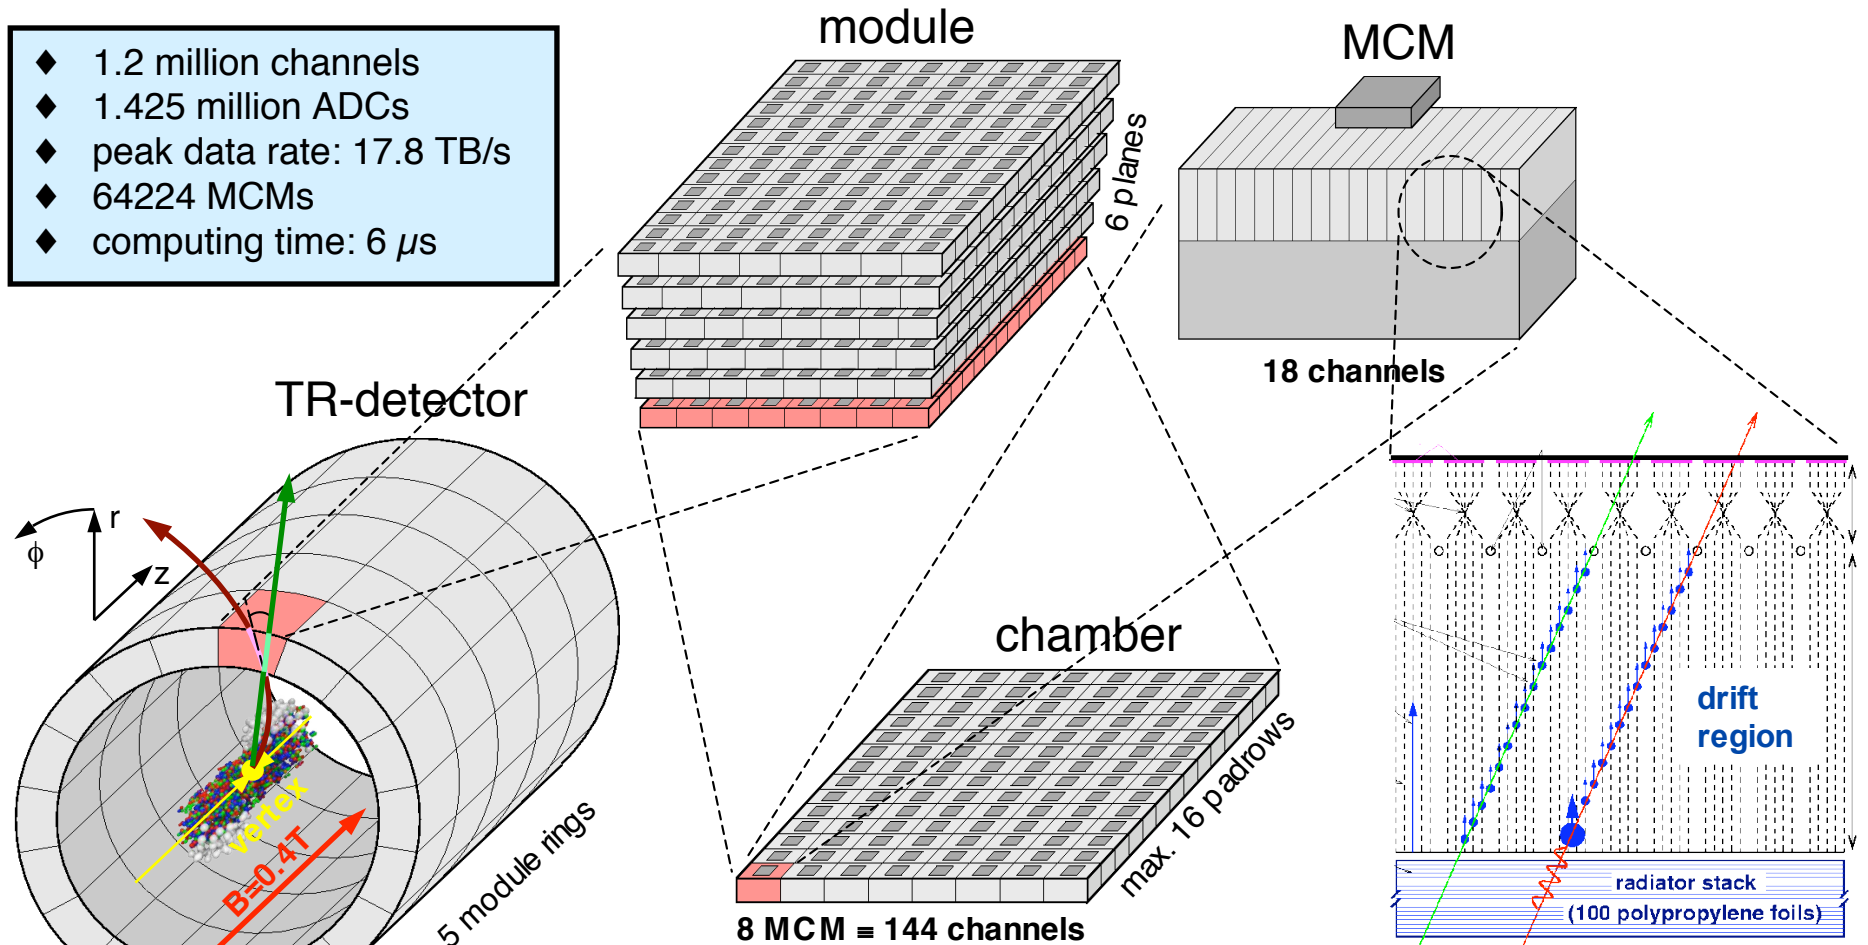 ♦ 1.2 million channels
♦ 1.425 million ADCs
♦ peak data rate: 17.8 TB/s
♦ 64224 MCMs
♦ computing time: 6 µs
module
6 planes
MCM
18 channels
TR-detector
r
ϕ
z
vertex
B=0.4T
5 module rings
chamber
max. 16 padrows
8 MCM ≡ 144 channels
drift
region
radiator stack
(100 polypropylene foils)